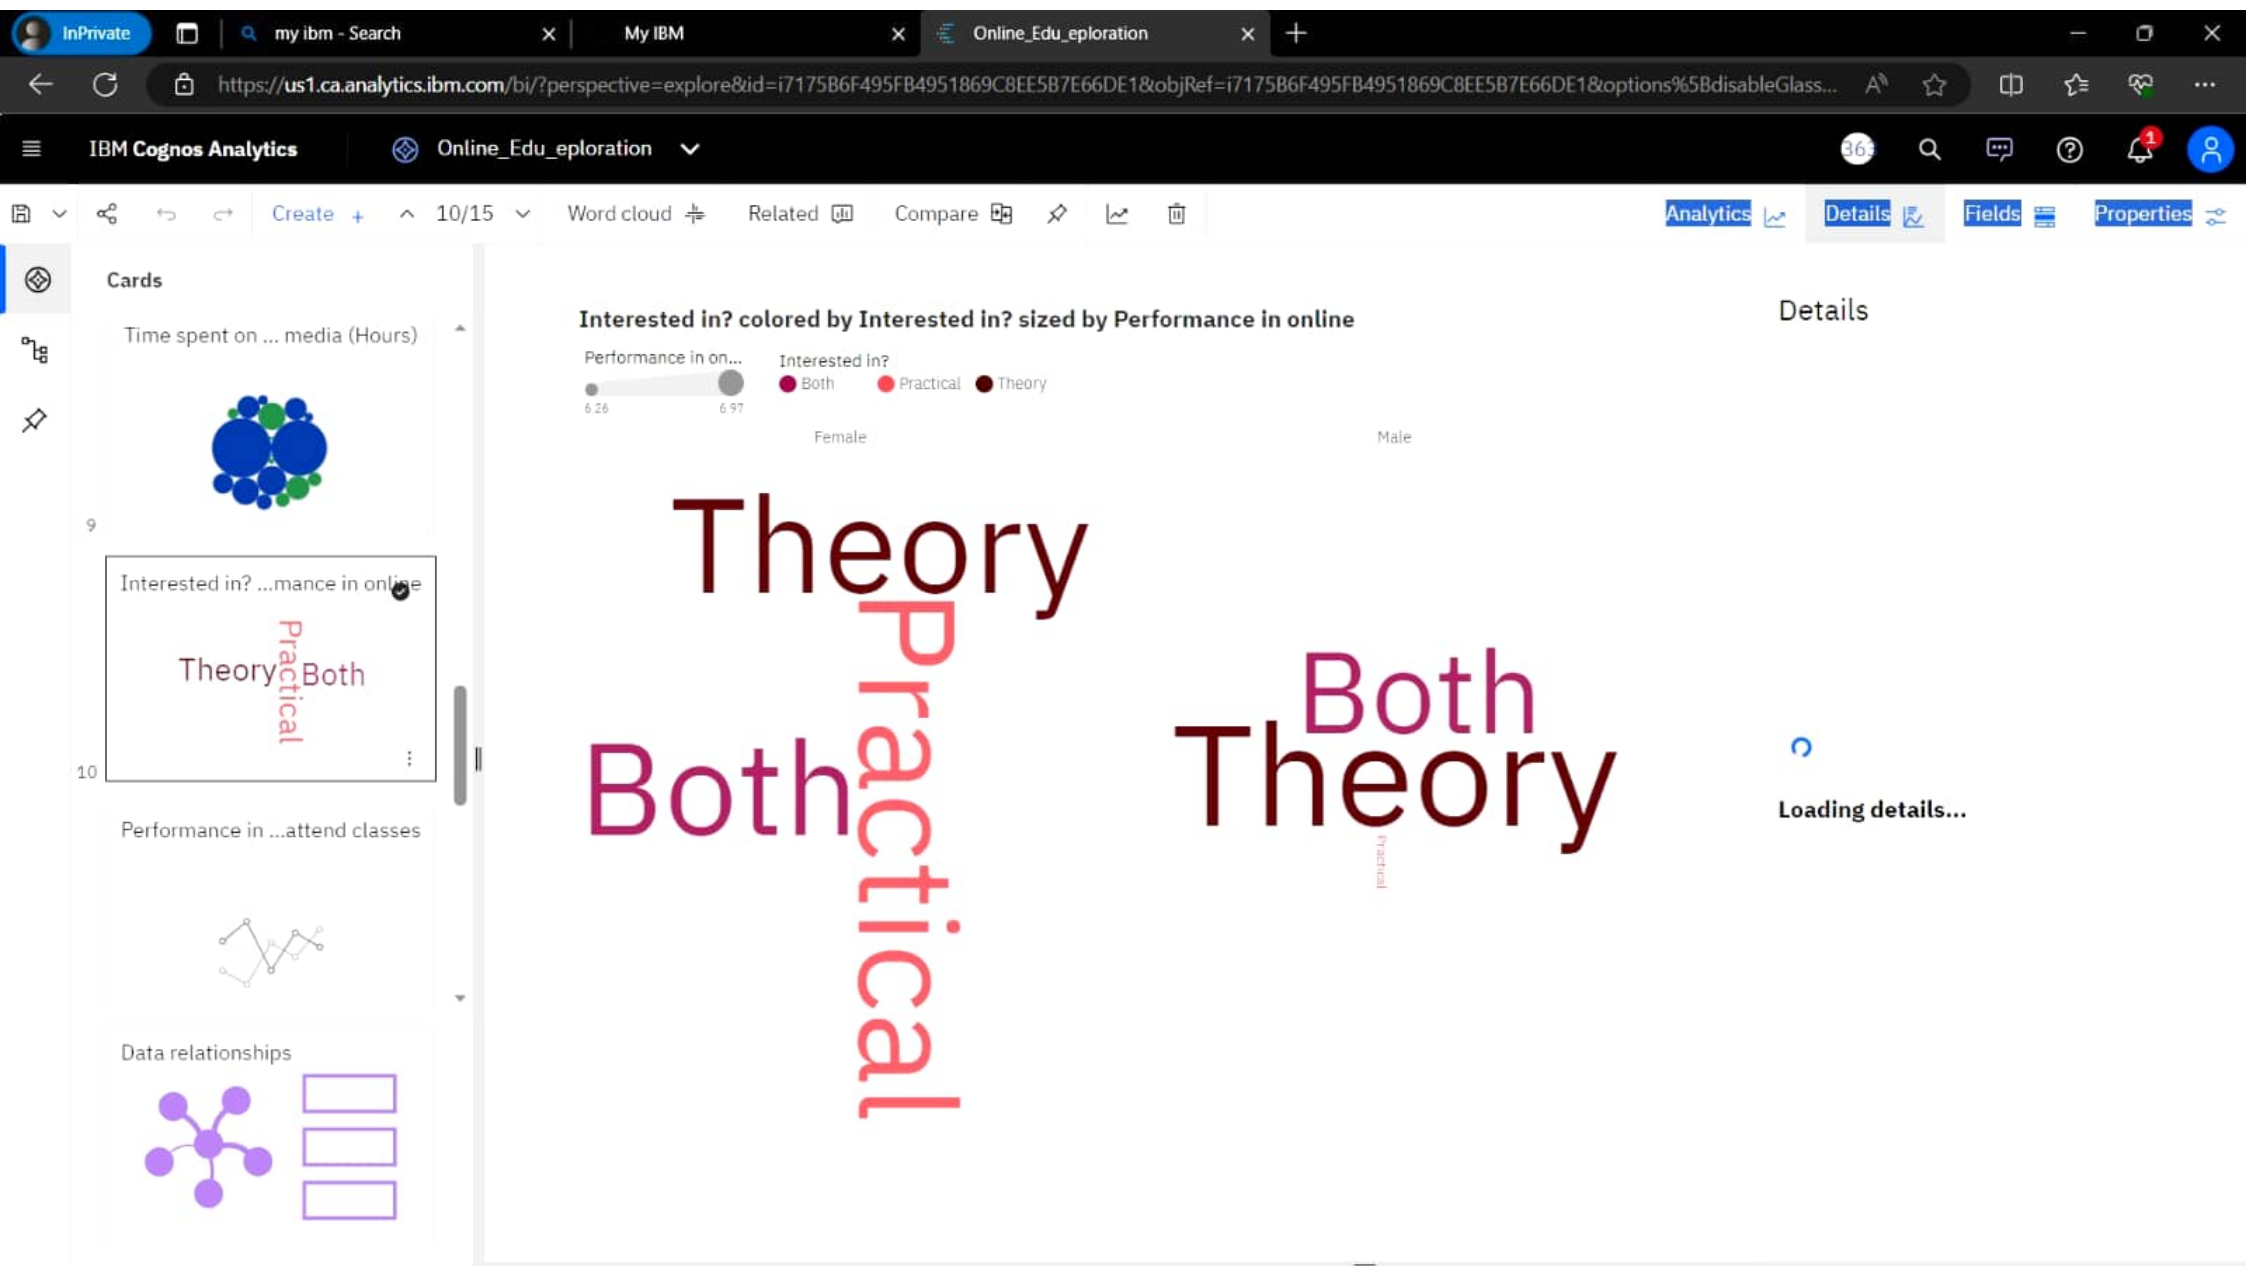 InPrivate my ibm - Search My IBM Online_Edu_eploration
https://us1.ca.analytics.ibm.com/bi/?perspective=explore&id=i7175B6F495FB4951869C8EE5B7E66DE1&objRef=i7175B6F495FB4951869C8EE5B7E66DE1&options%5BdisableGlass...
IBM Cognos Analytics Online_Edu_eploration 363 1
Create + 10/15 Word cloud Related Compare Analytics Details Fields Properties
Cards
Time spent on ... media (Hours)
9
Interested in? ...mance in online
Theory Practical Both
10
Performance in ...attend classes
Data relationships
Interested in? colored by Interested in? sized by Performance in online
Performance in on...
6.26 6.97
Interested in?
Both Practical Theory
Female Male
Theory
Practical
Both
Both
Theory
Practical
Details
Loading details...